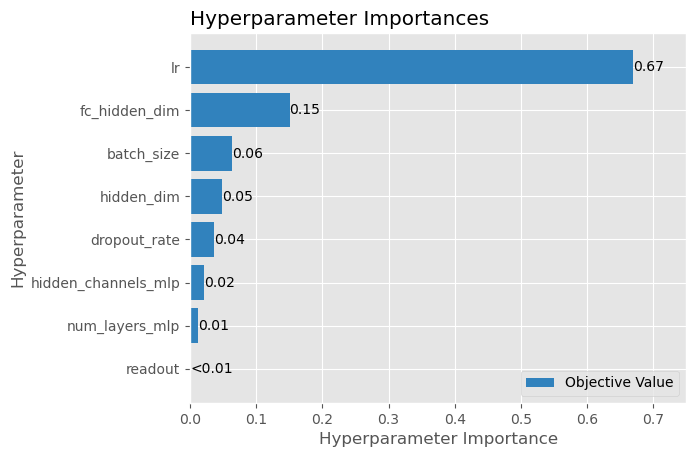 Hyperparameter Importances
lr
0.67
fc_hidden_dim
0.15
batch_size
0.06
hidden_dim
0.05
dropout_rate
0.04
hidden_channels_mlp
0.02
num_layers_mlp
0.01
readout
<0.01
Objective Value
0.0 0.1 0.2 0.3 0.4 0.5 0.6 0.7
Hyperparameter Importance
Hyperparameter